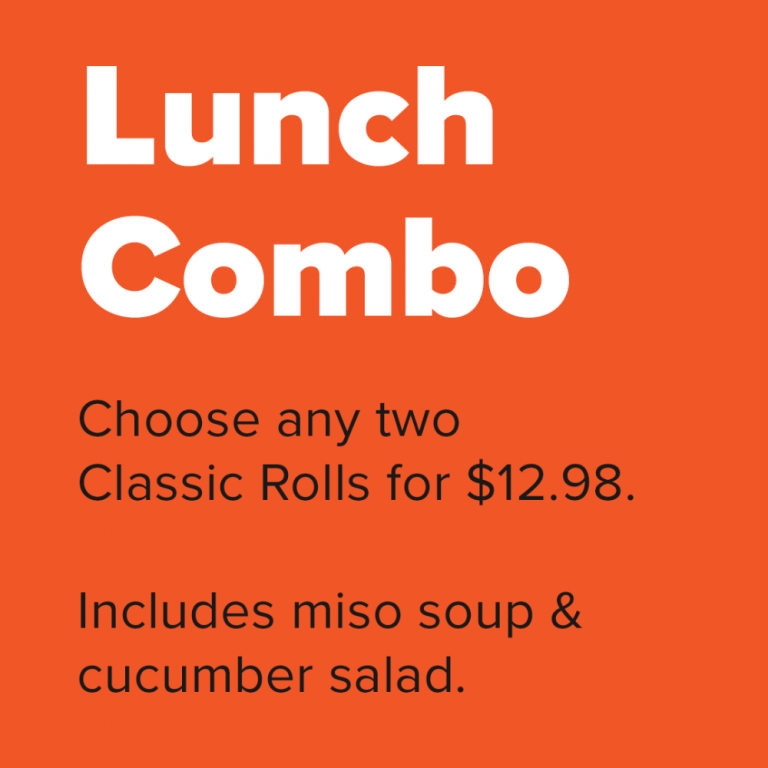 Lunch
Combo
Choose any two
Classic Rolls for $12.98.
Includes miso soup &
cucumber salad.